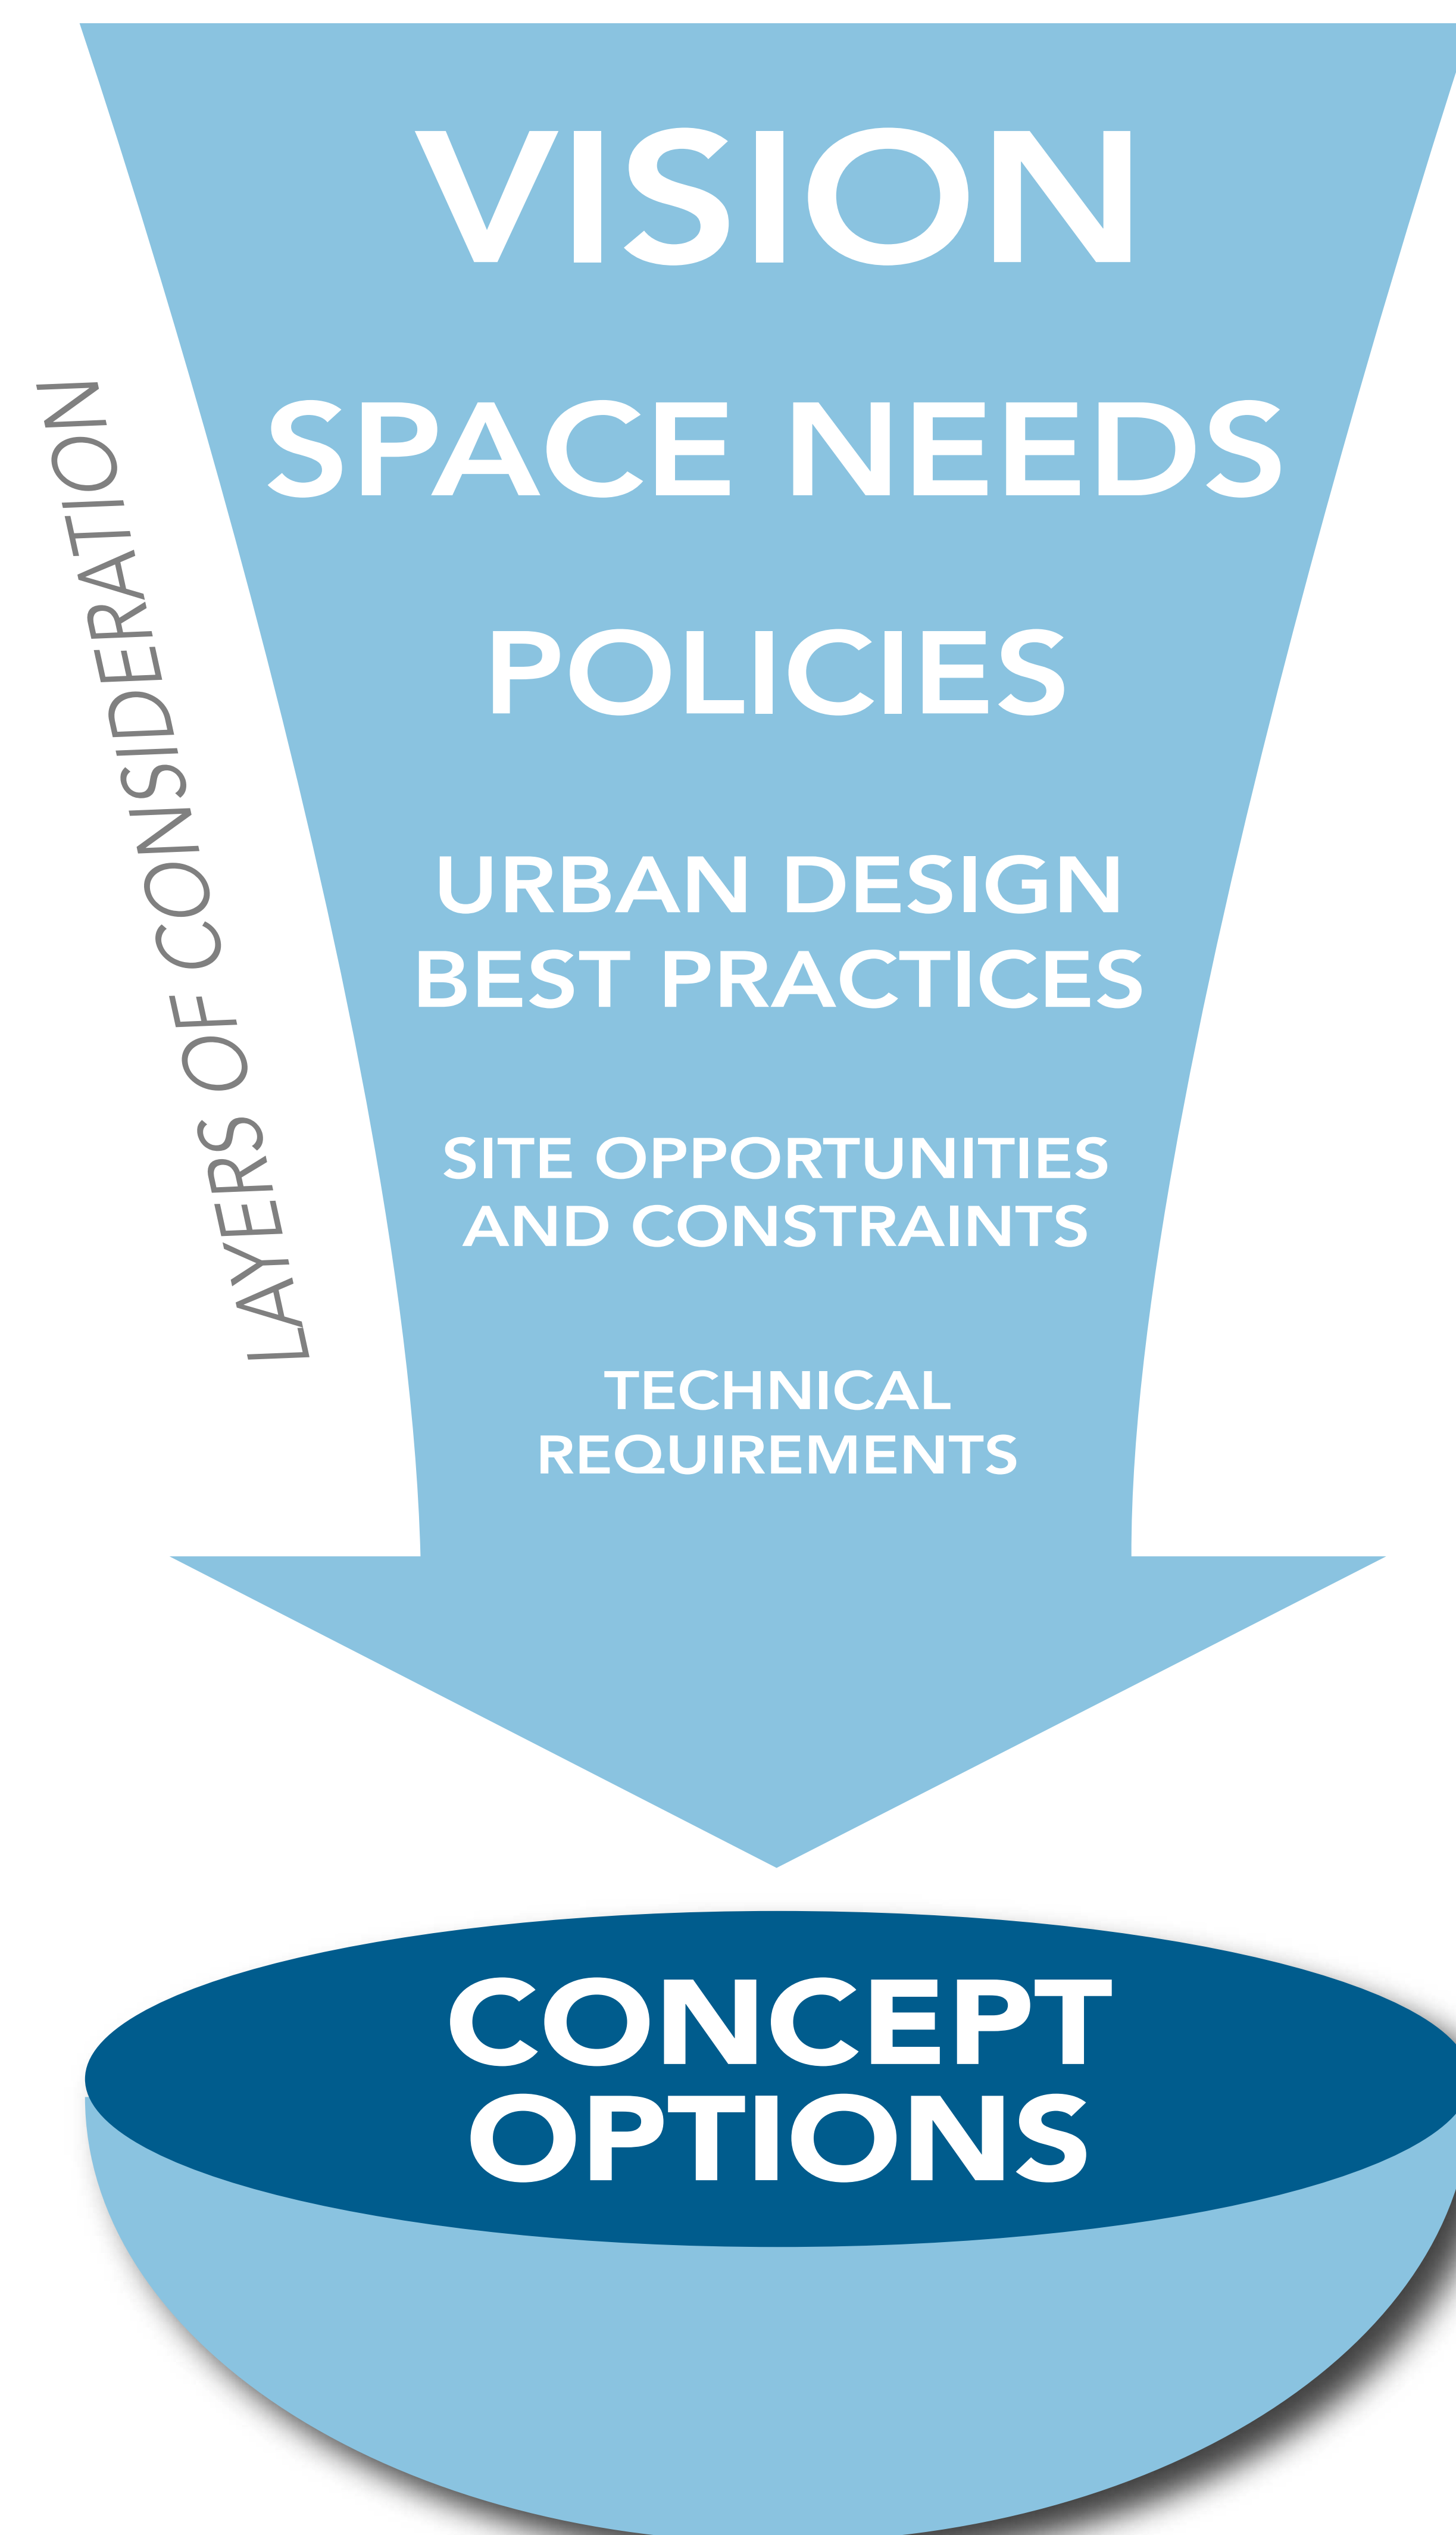 VISION
SPACE NEEDS
POLICIES
URBAN DESIGN
BEST PRACTICES
SITE OPPORTUNITIES
AND CONSTRAINTS
TECHNICAL
REQUIREMENTS
LAYERS OF CONSIDERATION
CONCEPT
OPTIONS